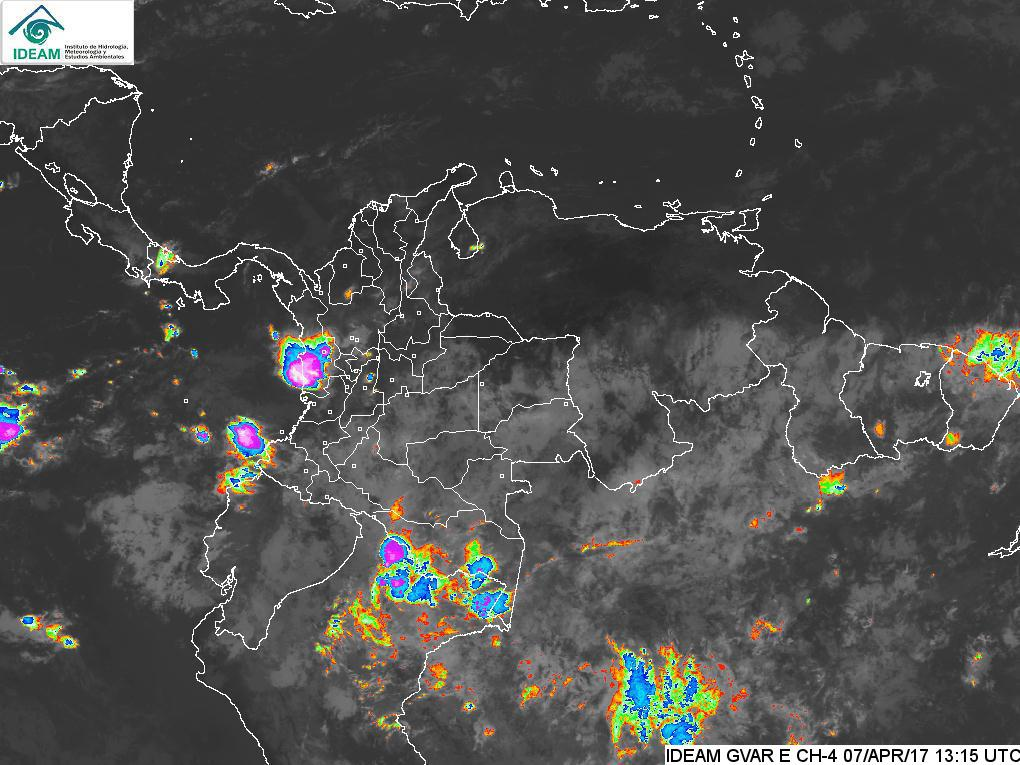 IDEAM
Instituto de Hidrología,
Meteorología y
Estudios Ambientales
IDEAM GVAR E CH-4 07/APR/17 13:15 UTC